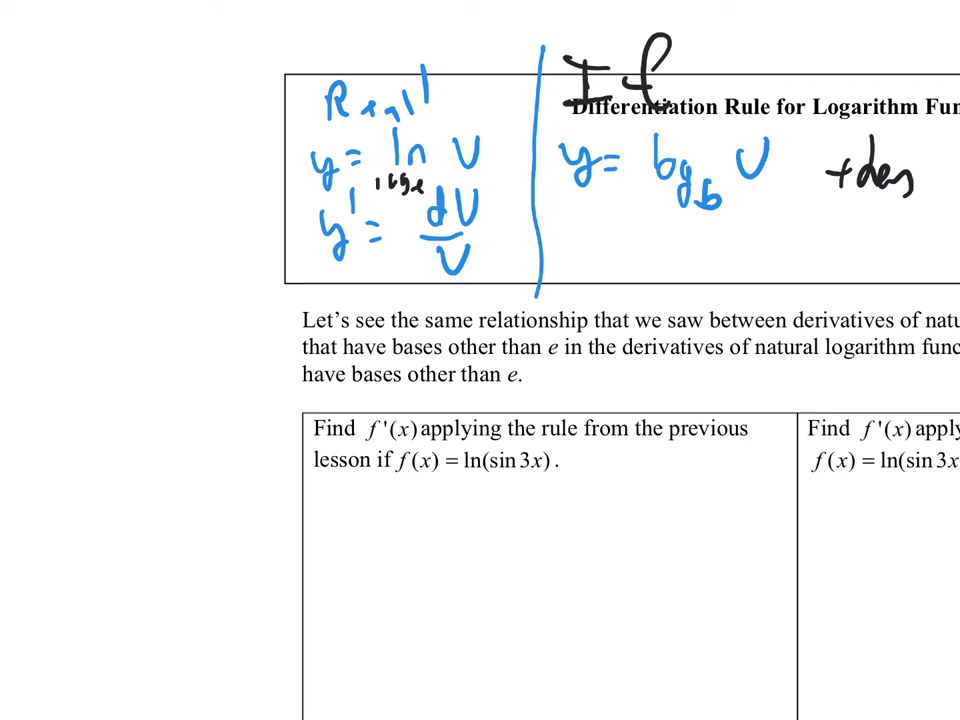 Recall
If
Differentiation Rule for Logarithm Fun
y = ln U
y = log_b U
then
y' = dU/U
Let's see the same relationship that we saw between derivatives of natu
that have bases other than e in the derivatives of natural logarithm func
have bases other than e.
Find f'(x) applying the rule from the previous
lesson if f(x) = ln(sin 3x).
Find f'(x) apply
f(x) = ln(sin 3x